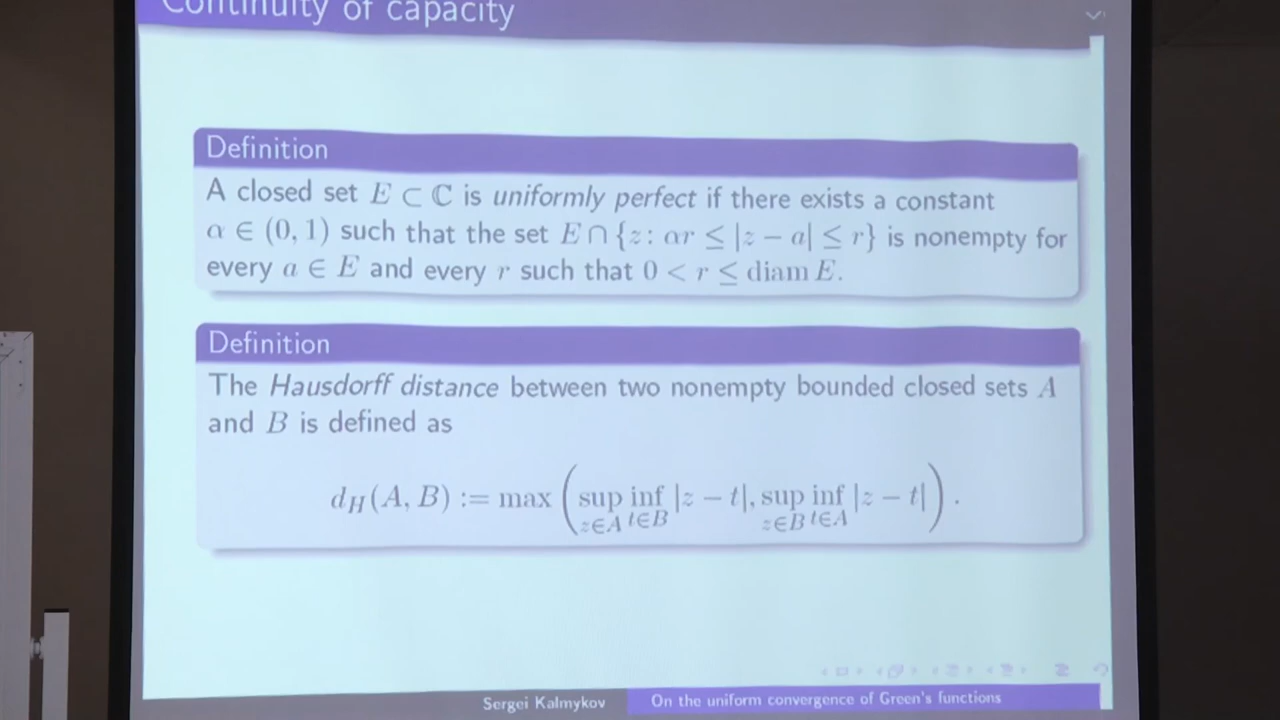 Continuity of capacity
Definition
A closed set E ⊂ ℂ is uniformly perfect if there exists a constant
α ∈ (0, 1) such that the set E ∩ {z : αr ≤ |z − a| ≤ r} is nonempty for
every a ∈ E and every r such that 0 < r ≤ diam E.
Definition
The Hausdorff distance between two nonempty bounded closed sets A
and B is defined as
d_H(A, B) := max ( sup_{z∈A} inf_{t∈B} |z − t|, sup_{z∈B} inf_{t∈A} |z − t| ) .
Sergei Kalmykov
On the uniform convergence of Green's functions